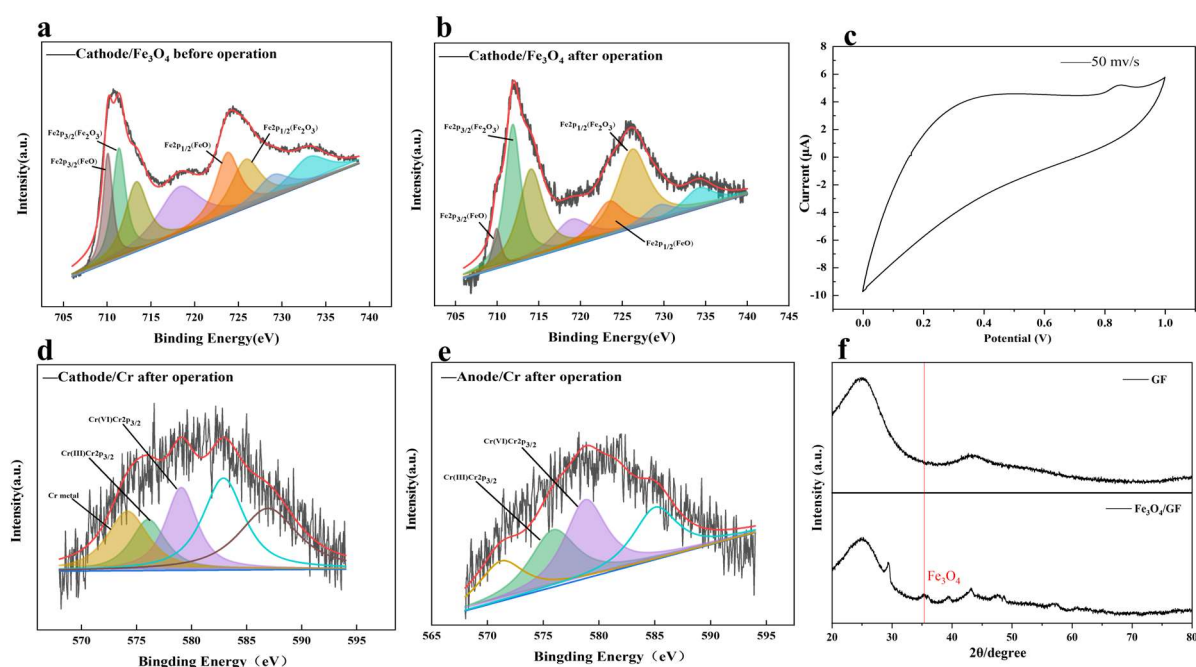 a
Cathode/Fe3O4 before operation
Fe2p3/2(Fe2O3)
Fe2p3/2(FeO)
Fe2p1/2(FeO)
Fe2p1/2(Fe2O3)
Intensity(a.u.)
705 710 715 720 725 730 735 740
Binding Energy(eV)
b
Cathode/Fe3O4 after operation
Fe2p3/2(Fe2O3)
Fe2p1/2(Fe2O3)
Fe2p3/2(FeO)
Fe2p1/2(FeO)
Intensity(a.u.)
705 710 715 720 725 730 735 740 745
Binding Energy(eV)
c
50 mv/s
Current (μA)
8
6
4
2
0
-2
-4
-6
-8
-10
0.0 0.2 0.4 0.6 0.8 1.0
Potential (V)
d
Cathode/Cr after operation
Cr(VI)Cr2p3/2
Cr(III)Cr2p3/2
Cr metal
Intensity(a.u.)
570 575 580 585 590 595
Bingding Energy（eV）
e
Anode/Cr after operation
Cr(VI)Cr2p3/2
Cr(III)Cr2p3/2
Intensity(a.u.)
565 570 575 580 585 590 595
Bingding Energy（eV）
f
GF
Fe3O4/GF
Fe3O4
Intensity (a.u.)
20 30 40 50 60 70 80
2θ/degree